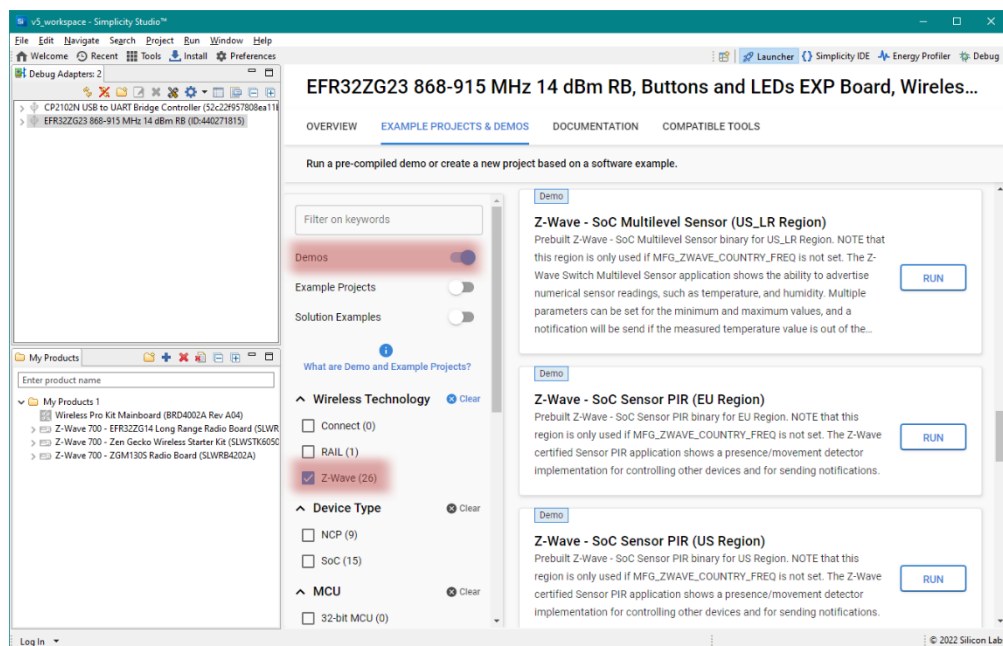 v5_workspace - Simplicity Studio™
File Edit Navigate Search Project Run Window Help
Welcome Recent Tools Install Preferences
Launcher {} Simplicity IDE Energy Profiler Debug
Debug Adapters: 2
CP2102N USB to UART Bridge Controller
EFR32ZG23 868-915 MHz 14 dBm RB (ID:440271815)
My Products
Enter product name
My Products 1
Wireless Pro Kit Mainboard (BRD4002A Rev A04)
Z-Wave 700 - EFR32ZG14 Long Range Radio Board (SLWR
Z-Wave 700 - Zen Gecko Wireless Starter Kit (SLWSTK6050
Z-Wave 700 - ZGM130S Radio Board (SLWRB4202A)
EFR32ZG23 868-915 MHz 14 dBm RB, Buttons and LEDs EXP Board, Wireles...
OVERVIEW EXAMPLE PROJECTS & DEMOS DOCUMENTATION COMPATIBLE TOOLS
Run a pre-compiled demo or create a new project based on a software example.
Filter on keywords
Demos
Example Projects
Solution Examples
What are Demo and Example Projects?
Wireless Technology Clear
Connect (0)
RAIL (1)
Z-Wave (26)
Device Type Clear
NCP (9)
SoC (15)
MCU Clear
32-bit MCU (0)
Demo
Z-Wave - SoC Multilevel Sensor (US_LR Region)
Prebuilt Z-Wave - SoC Multilevel Sensor binary for US_LR Region. NOTE that
this region is only used if MFG_ZWAVE_COUNTRY_FREQ is not set. The Z-
Wave Switch Multilevel Sensor application shows the ability to advertise
numerical sensor readings, such as temperature, and humidity. Multiple
parameters can be set for the minimum and maximum values, and a
notification will be send if the measured temperature value is out of the...
RUN
Demo
Z-Wave - SoC Sensor PIR (EU Region)
Prebuilt Z-Wave - SoC Sensor PIR binary for EU Region. NOTE that this
region is only used if MFG_ZWAVE_COUNTRY_FREQ is not set. The Z-Wave
certified Sensor PIR application shows a presence/movement detector
implementation for controlling other devices and for sending notifications.
RUN
Demo
Z-Wave - SoC Sensor PIR (US Region)
Prebuilt Z-Wave - SoC Sensor PIR binary for US Region. NOTE that this
region is only used if MFG_ZWAVE_COUNTRY_FREQ is not set. The Z-Wave
certified Sensor PIR application shows a presence/movement detector
implementation for controlling other devices and for sending notifications.
RUN
Log In
© 2022 Silicon Lab